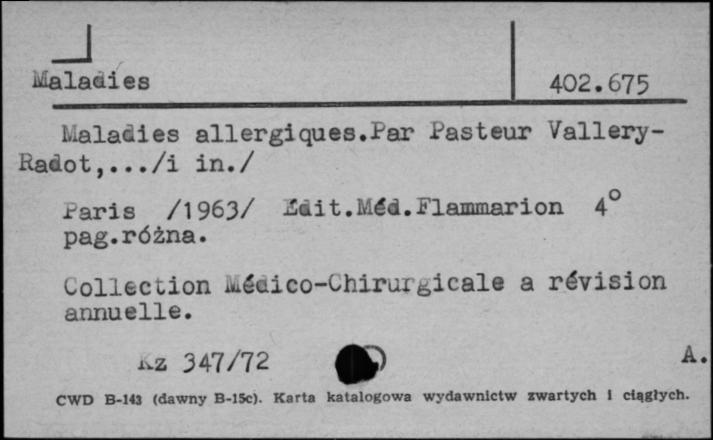 Maladies 402.675
Maladies allergiques.Par Pasteur Vallery-
Radot,.../i in./
Paris /1963/ Édit.Méd.Flammarion 4°
pag.różna.
Collection Médico-Chirurgicale a révision
annuelle.
Kz 347/72 A.
CWD B-143 (dawny B-15c). Karta katalogowa wydawnictw zwartych i ciągłych.